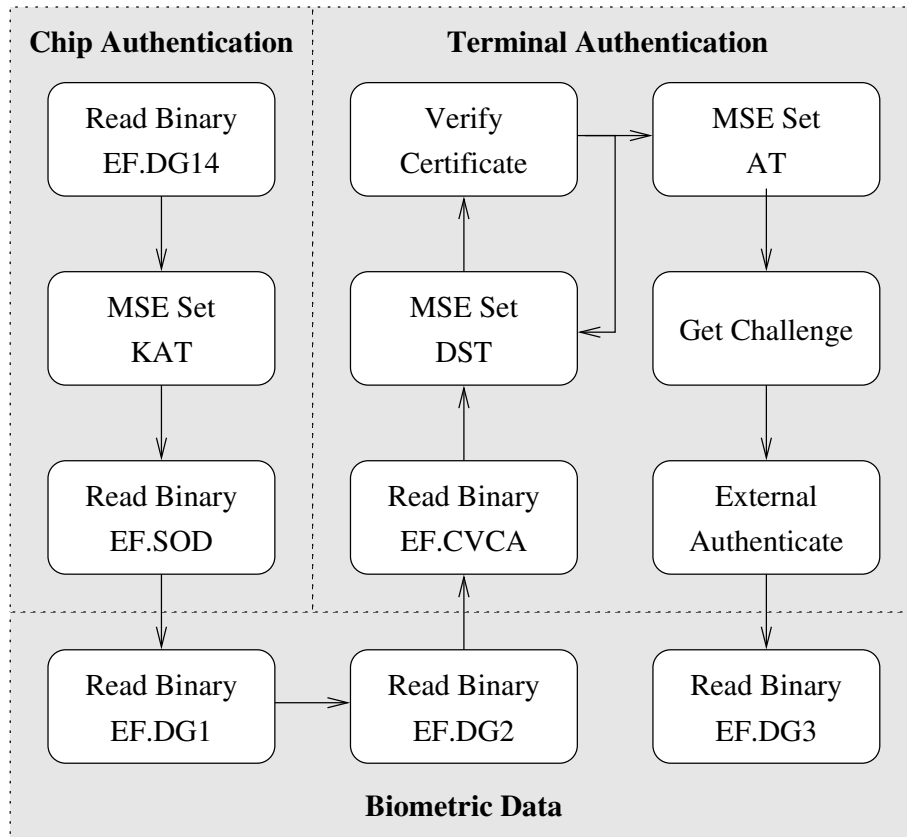 Chip Authentication
Terminal Authentication
Read Binary
EF.DG14
Verify
Certificate
MSE Set
AT
MSE Set
KAT
MSE Set
DST
Get Challenge
Read Binary
EF.SOD
Read Binary
EF.CVCA
External
Authenticate
Read Binary
EF.DG1
Read Binary
EF.DG2
Read Binary
EF.DG3
Biometric Data